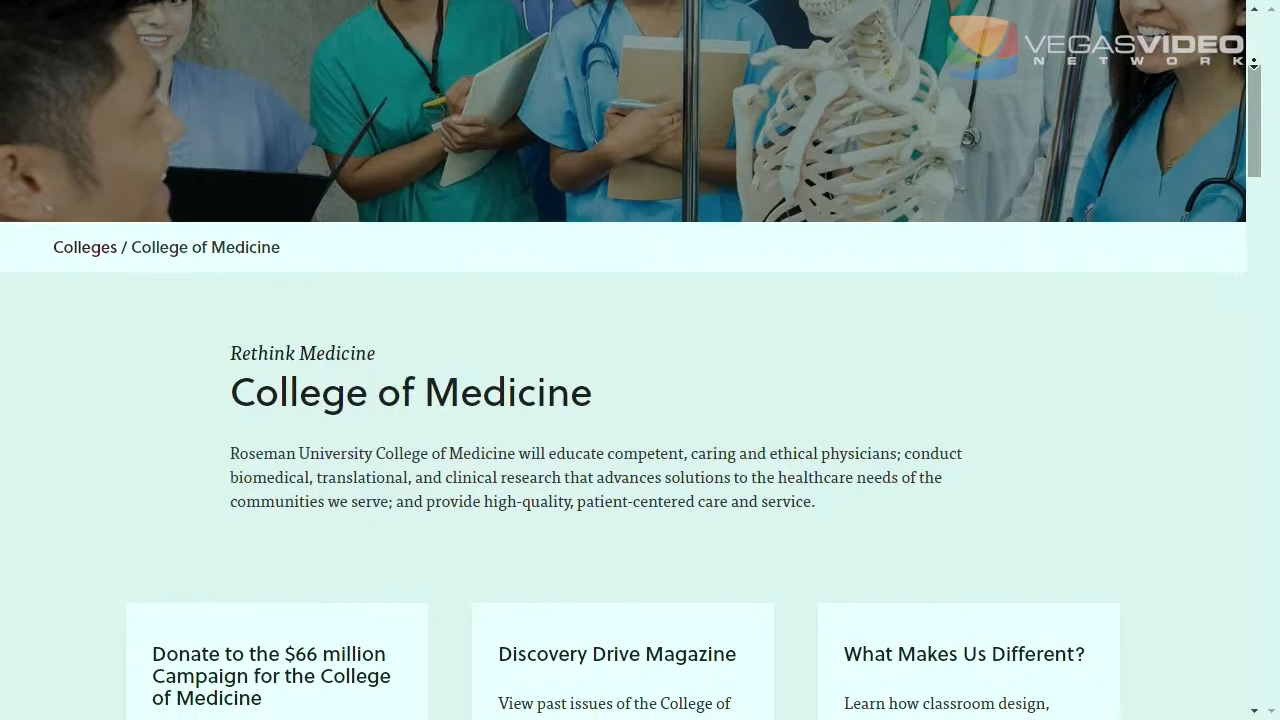 VEGASVIDEO
NETWORK
Colleges / College of Medicine
Rethink Medicine
College of Medicine
Roseman University College of Medicine will educate competent, caring and ethical physicians; conduct
biomedical, translational, and clinical research that advances solutions to the healthcare needs of the
communities we serve; and provide high-quality, patient-centered care and service.
Donate to the $66 million
Campaign for the College
of Medicine
Discovery Drive Magazine
View past issues of the College of
What Makes Us Different?
Learn how classroom design,